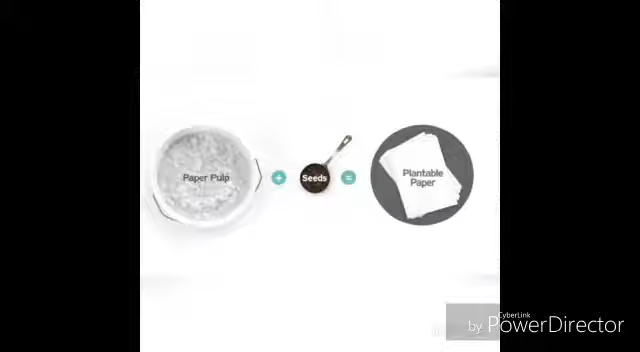 Paper Pulp
+
Seeds
=
Plantable
Paper
CyberLink
by PowerDirector